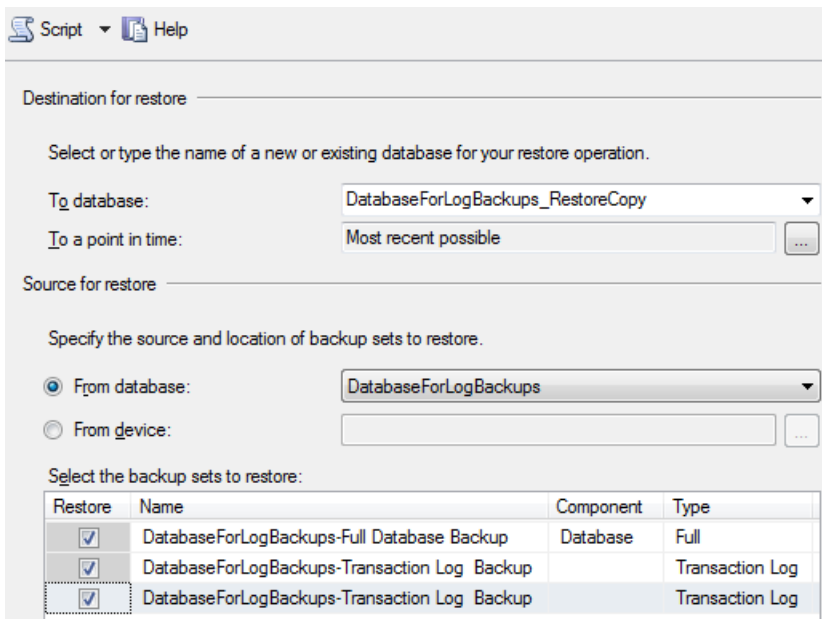 Script Help
Destination for restore
Select or type the name of a new or existing database for your restore operation.
To database: DatabaseForLogBackups_RestoreCopy
To a point in time: Most recent possible ...
Source for restore
Specify the source and location of backup sets to restore.
From database: DatabaseForLogBackups
From device: ...
Select the backup sets to restore:
Restore Name Component Type
DatabaseForLogBackups-Full Database Backup Database Full
DatabaseForLogBackups-Transaction Log  Backup Transaction Log
DatabaseForLogBackups-Transaction Log  Backup Transaction Log